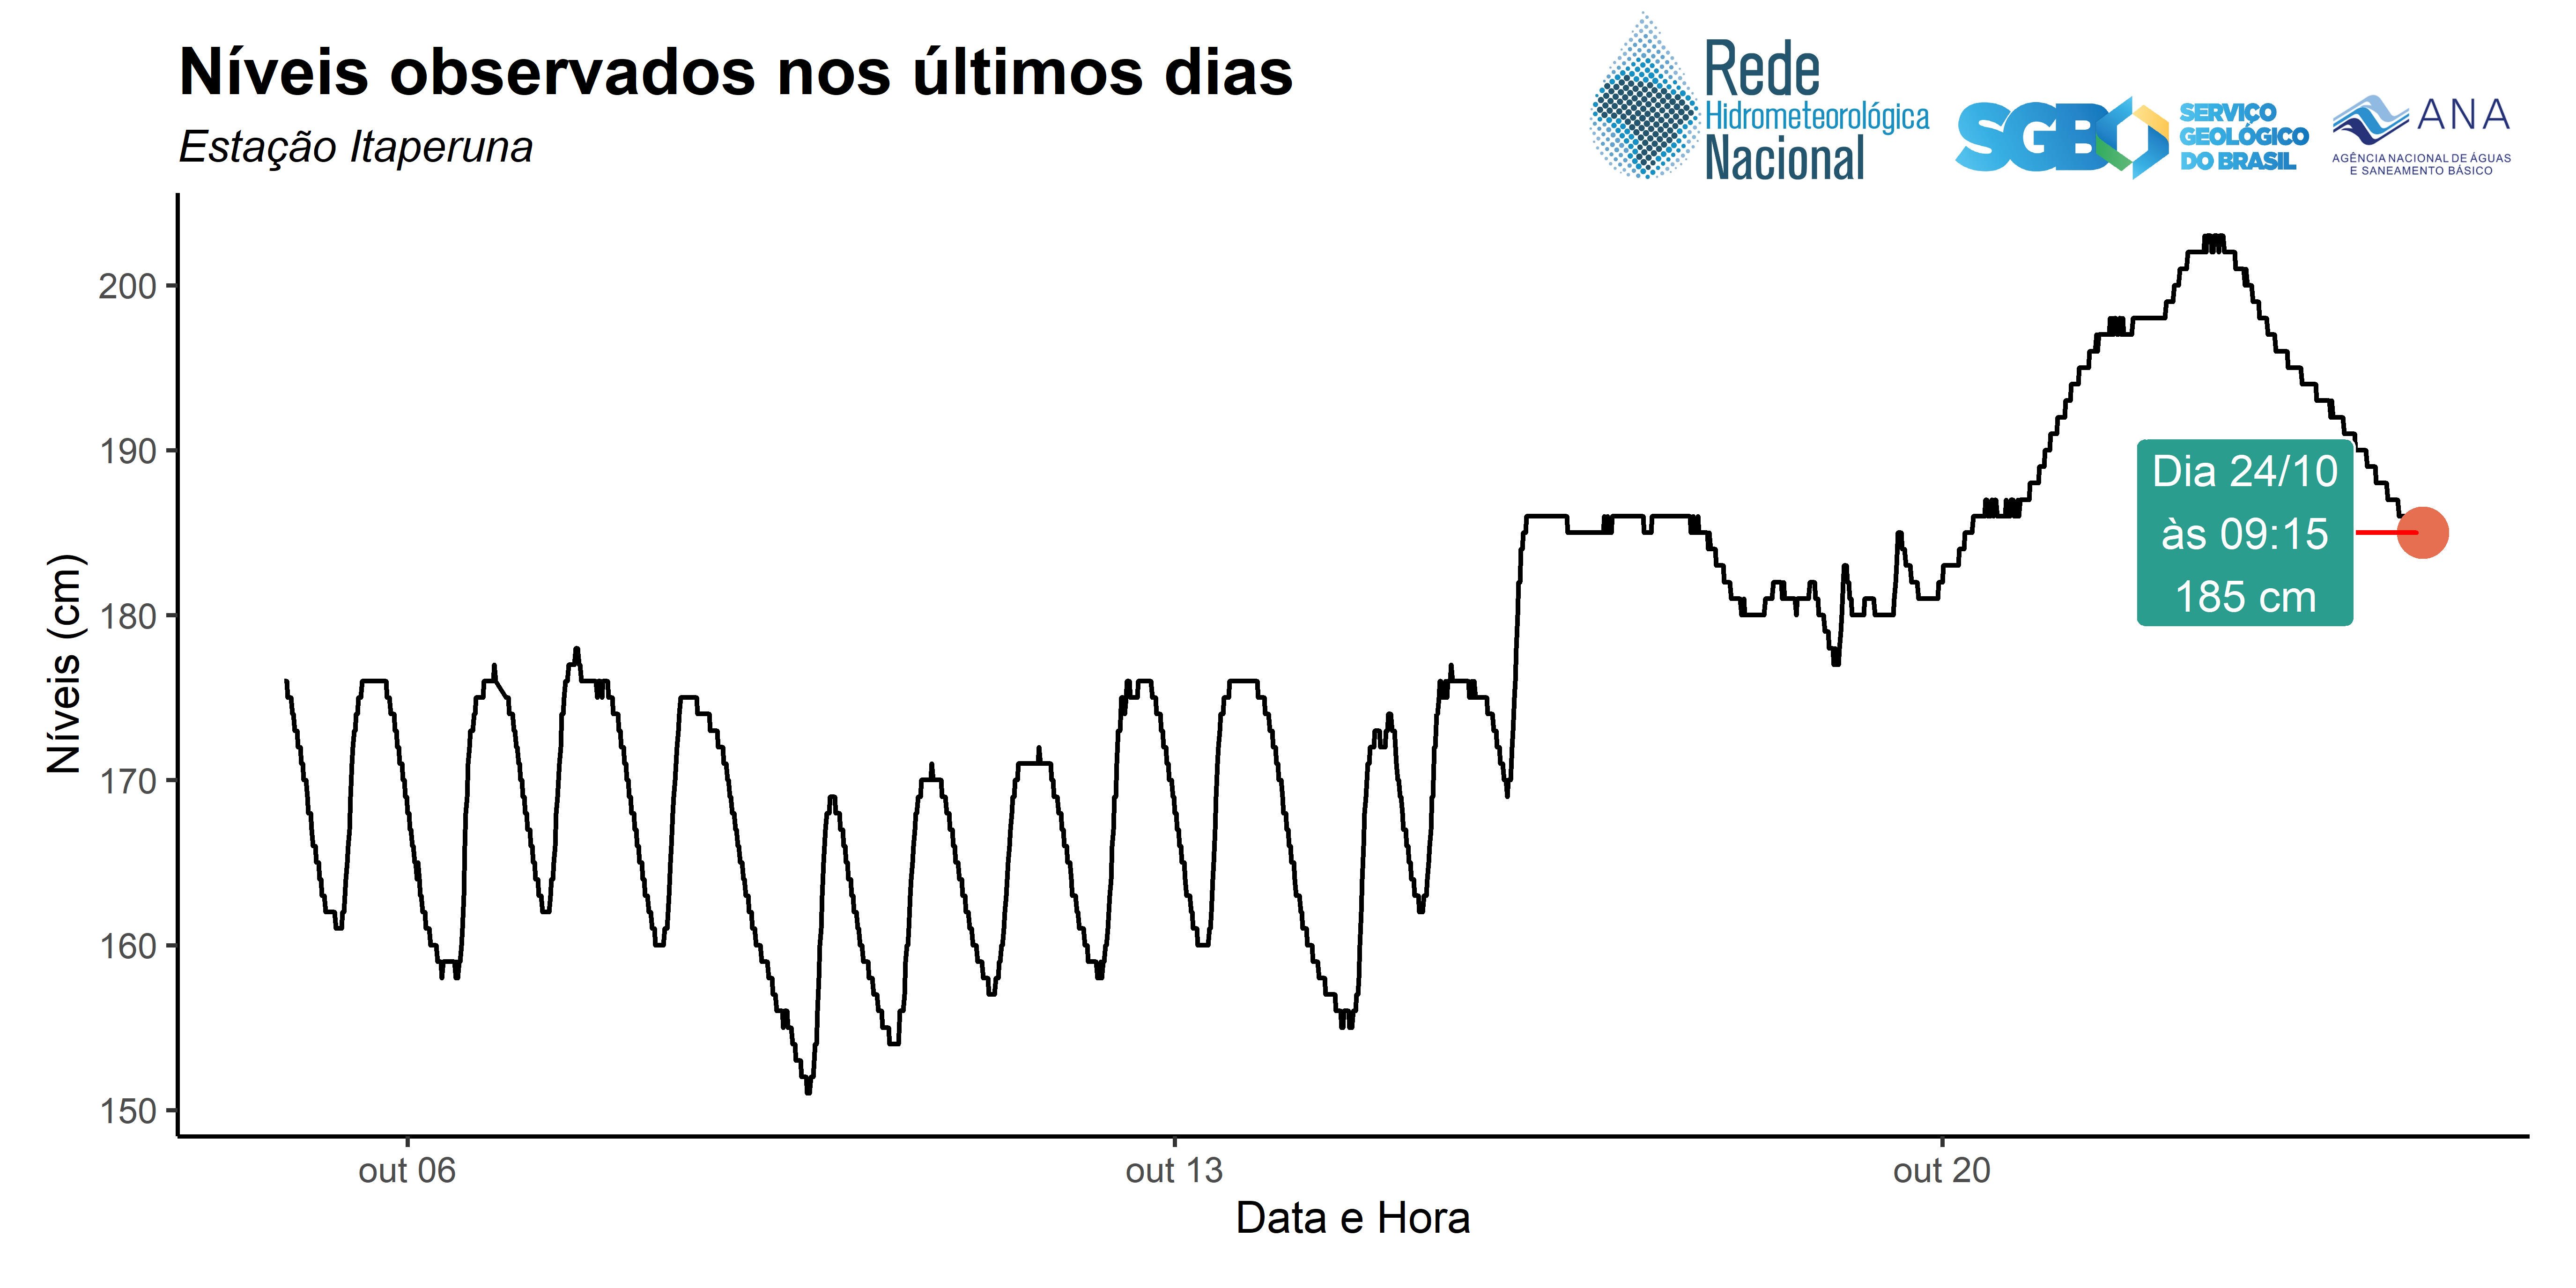 Níveis observados nos últimos dias
Estação Itaperuna
Rede
Hidrometeorológica
Nacional
SGB
SERVIÇO
GEOLÓGICO
DO BRASIL
ANA
AGÊNCIA NACIONAL DE ÁGUAS
E SANEAMENTO BÁSICO
Níveis (cm)
200
190
180
170
160
150
Dia 24/10
às 09:15
185 cm
out 06
out 13
out 20
Data e Hora